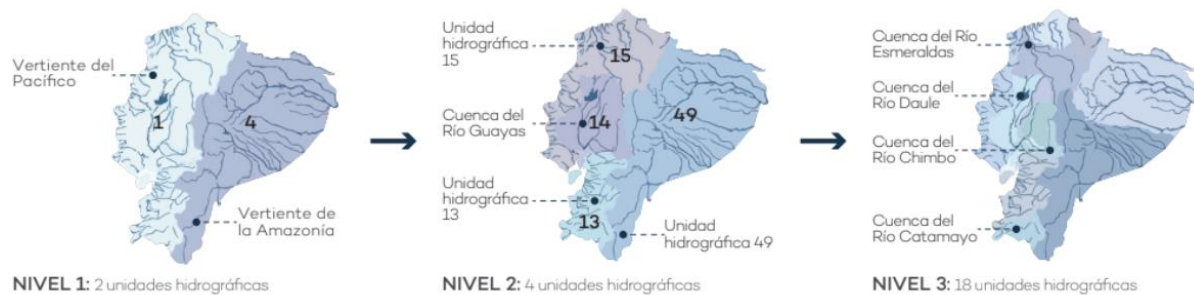 Vertiente del
Pacífico
1
4
Vertiente de
la Amazonía
NIVEL 1: 2 unidades hidrográficas
Unidad
hidrográfica
15
15
Cuenca del
Río Guayas
14
49
Unidad
hidrográfica
13
13
Unidad
hidrográfica 49
NIVEL 2: 4 unidades hidrográficas
Cuenca del Río
Esmeraldas
Cuenca del
Río Daule
Cuenca del
Río Chimbo
Cuenca del
Río Catamayo
NIVEL 3: 18 unidades hidrográficas